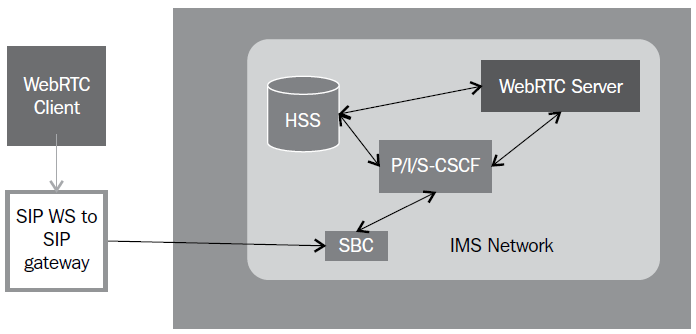 WebRTC
Client
SIP WS to
SIP
gateway
HSS
WebRTC Server
P/I/S-CSCF
SBC
IMS Network